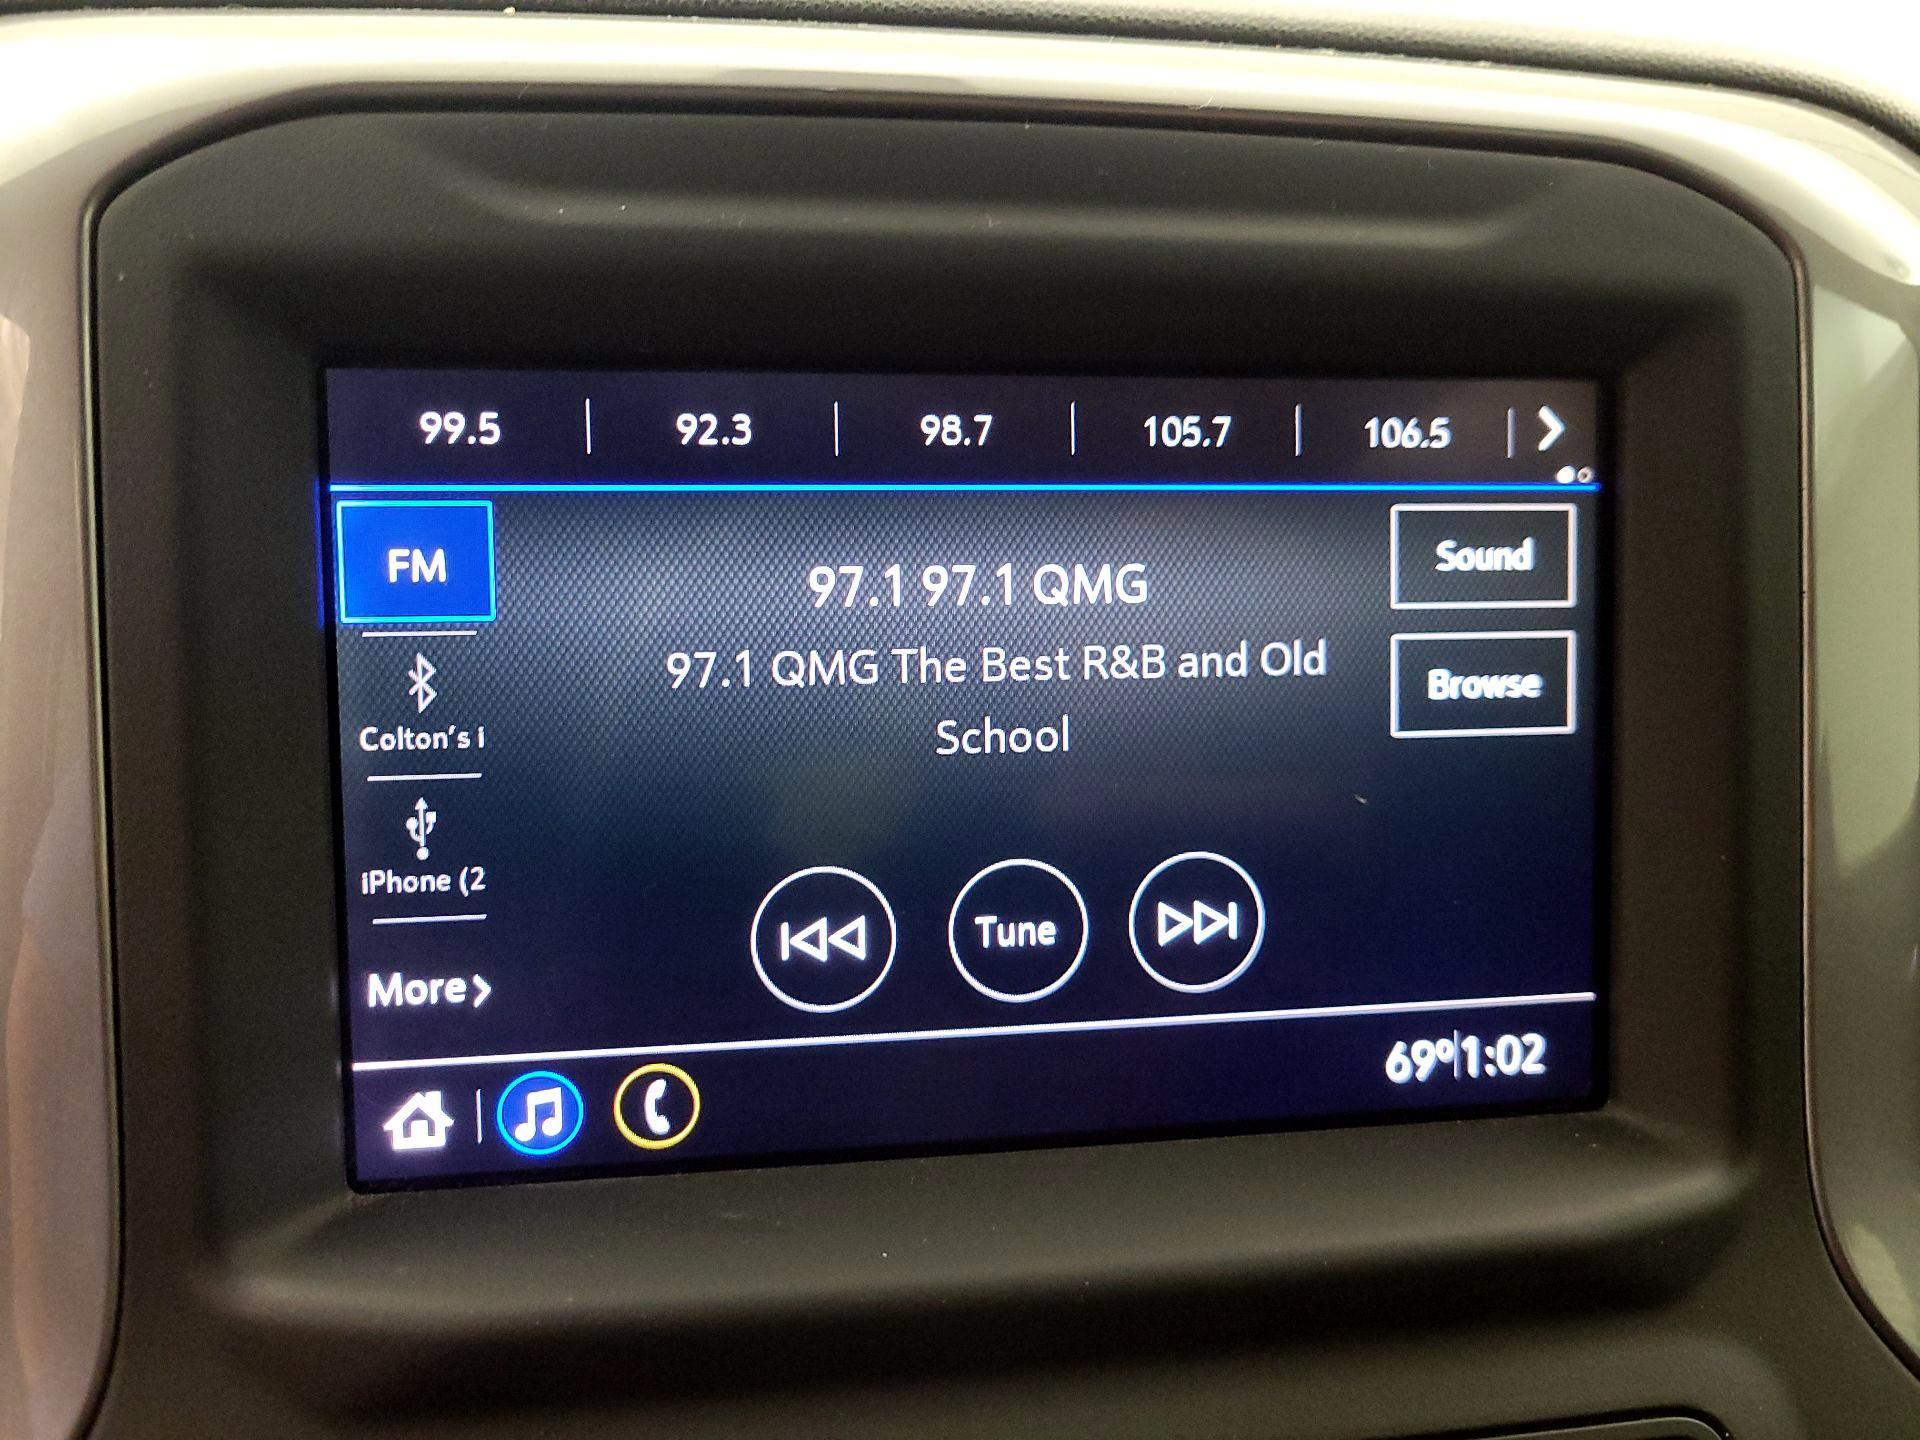 99.5 | 92.3 | 98.7 | 105.7 | 106.5 |
FM
Sound
97.1 97.1 QMG
97.1 QMG The Best R&B and Old
School
Browse
Colton's i
iPhone (2
Tune
More
69°|1:02